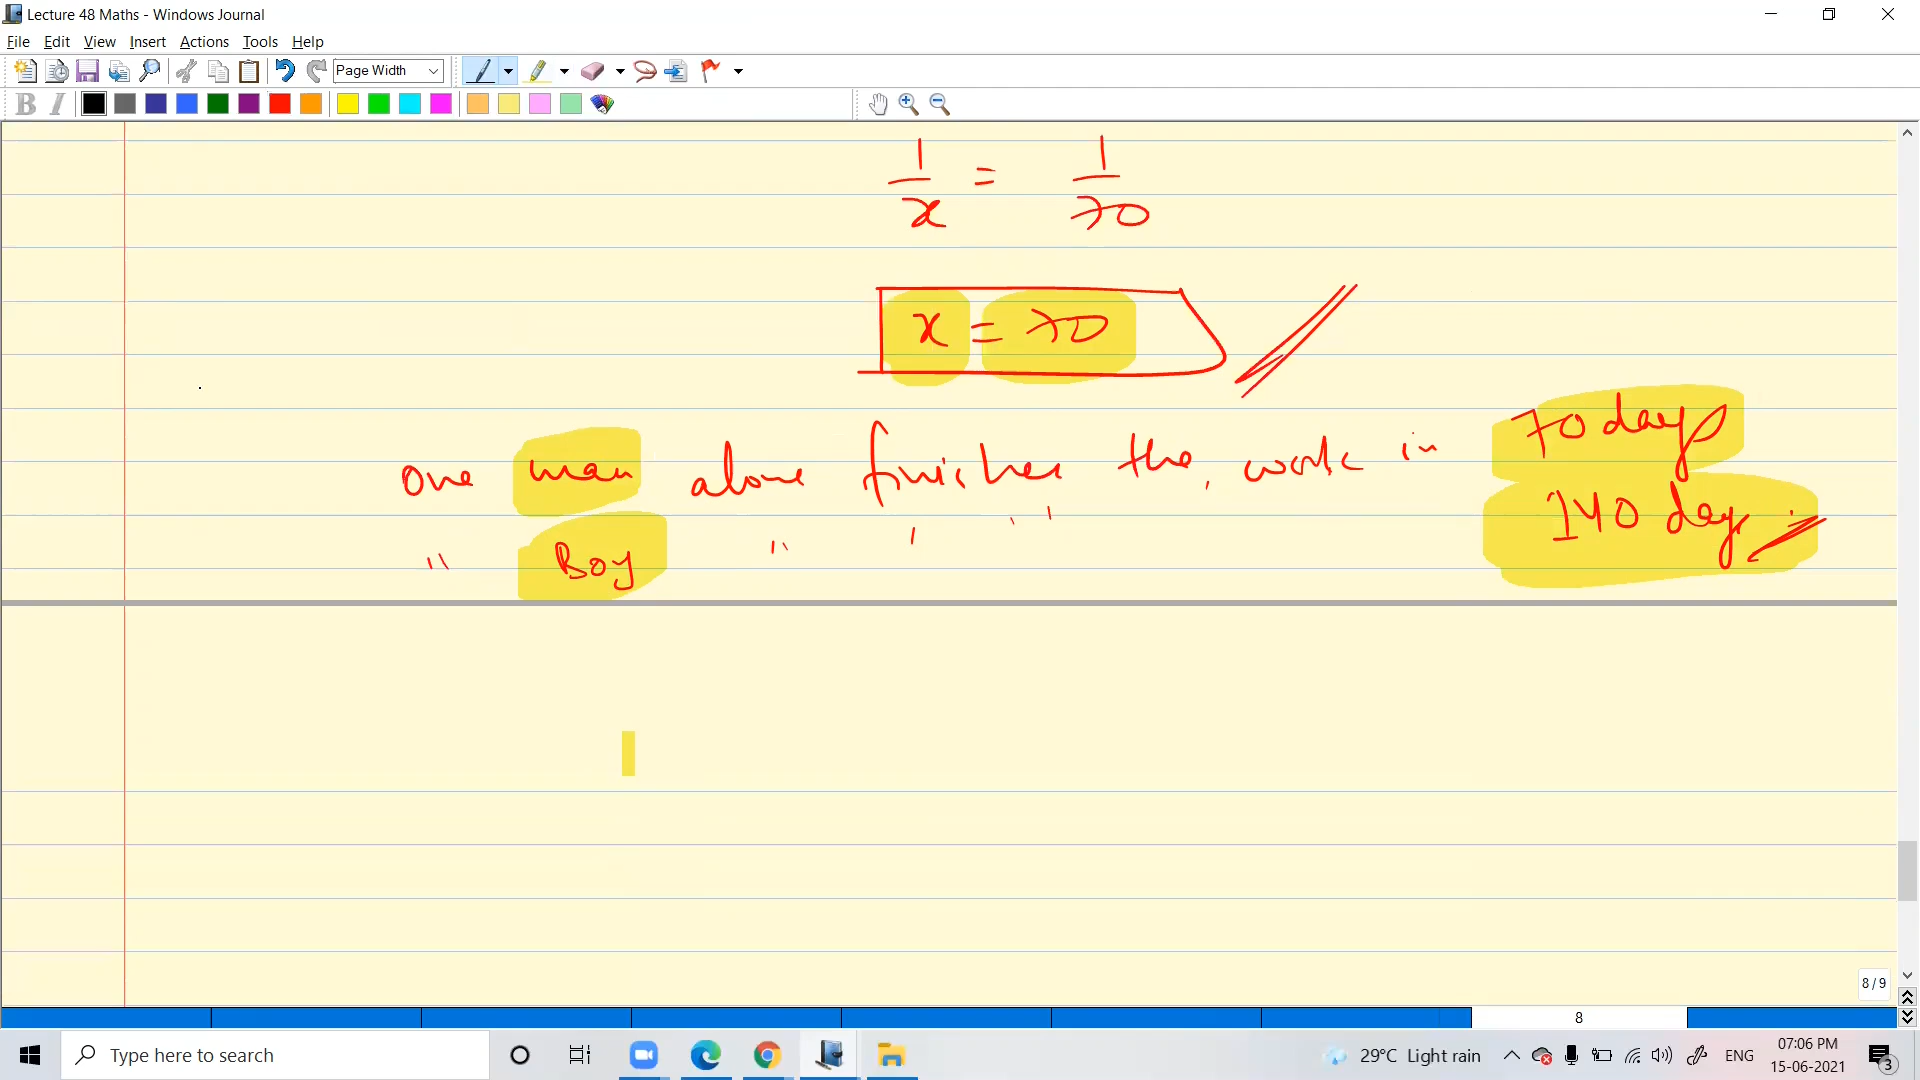 Lecture 48 Maths - Windows Journal
File Edit View Insert Actions Tools Help
Page Width
B I
1/x = 1/70
x = 70
one man alone finishes the work in 70 days
" Boy " " " 140 days
8 / 9
8
Type here to search
29°C Light rain
ENG
07:06 PM
15-06-2021
3